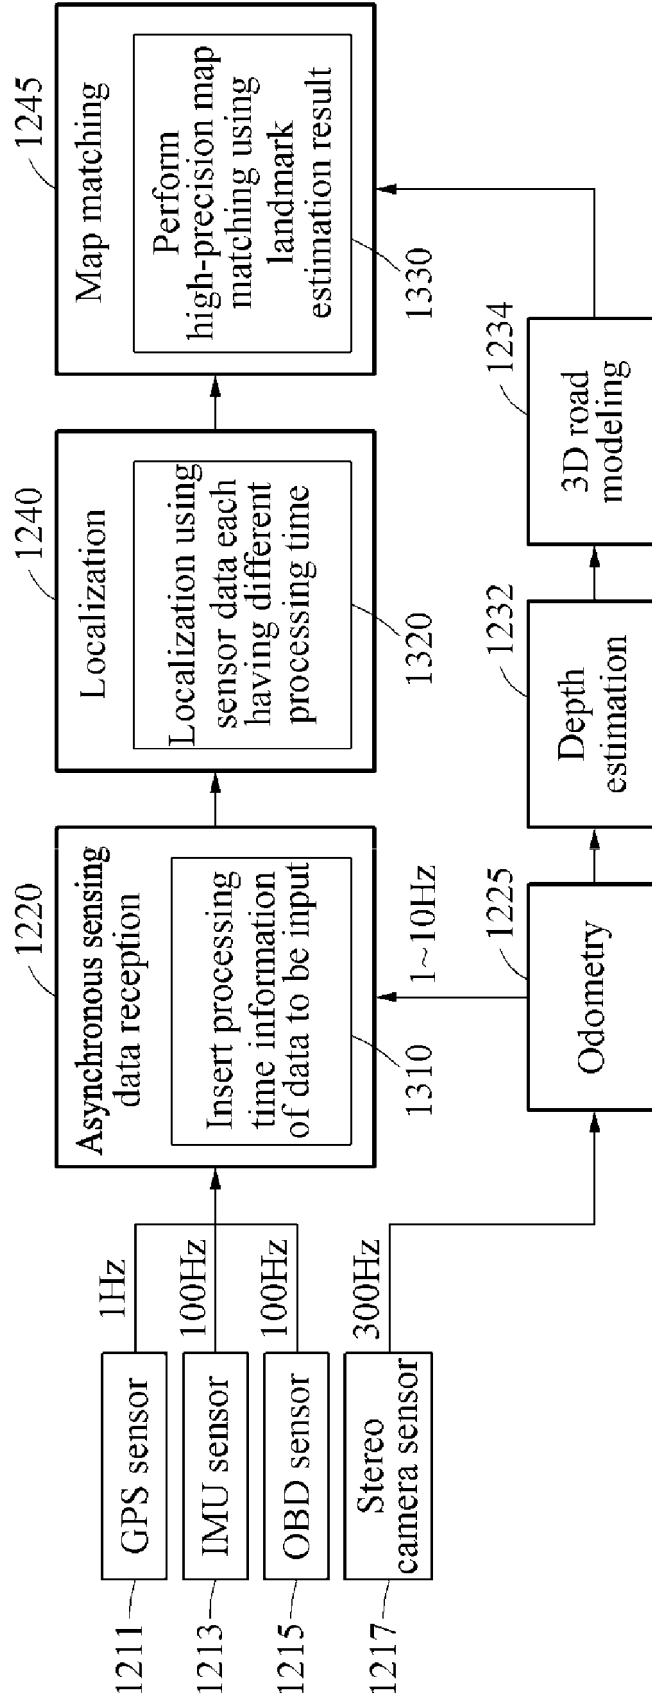 1211
GPS sensor
1Hz
1213
IMU sensor
100Hz
1215
OBD sensor
100Hz
1217
Stereo
camera sensor
300Hz
1220
Asynchronous sensing
data reception
Insert processing
time information
of data to be input
1310
1~10Hz
1225
Odometry
1240
Localization
Localization using
sensor data each
having different
processing time
1320
1232
Depth
estimation
1245
Map matching
Perform
high-precision map
matching using
landmark
estimation result
1330
1234
3D road
modeling